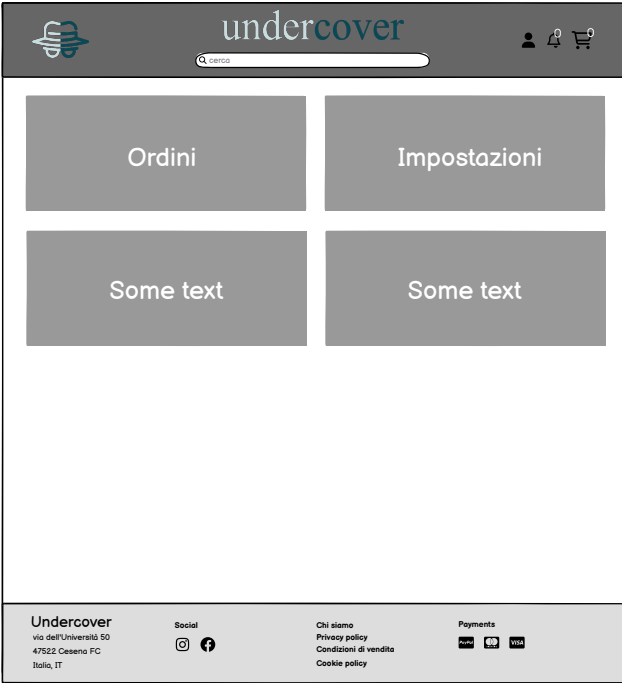 undercover
0
0
cerca
Ordini
Impostazioni
Some text
Some text
Undercover
via dell'Università 50
47522 Cesena FC
Italia, IT
Social
Chi siamo
Privacy policy
Condizioni di vendita
Cookie policy
Payments
PayPal
VISA